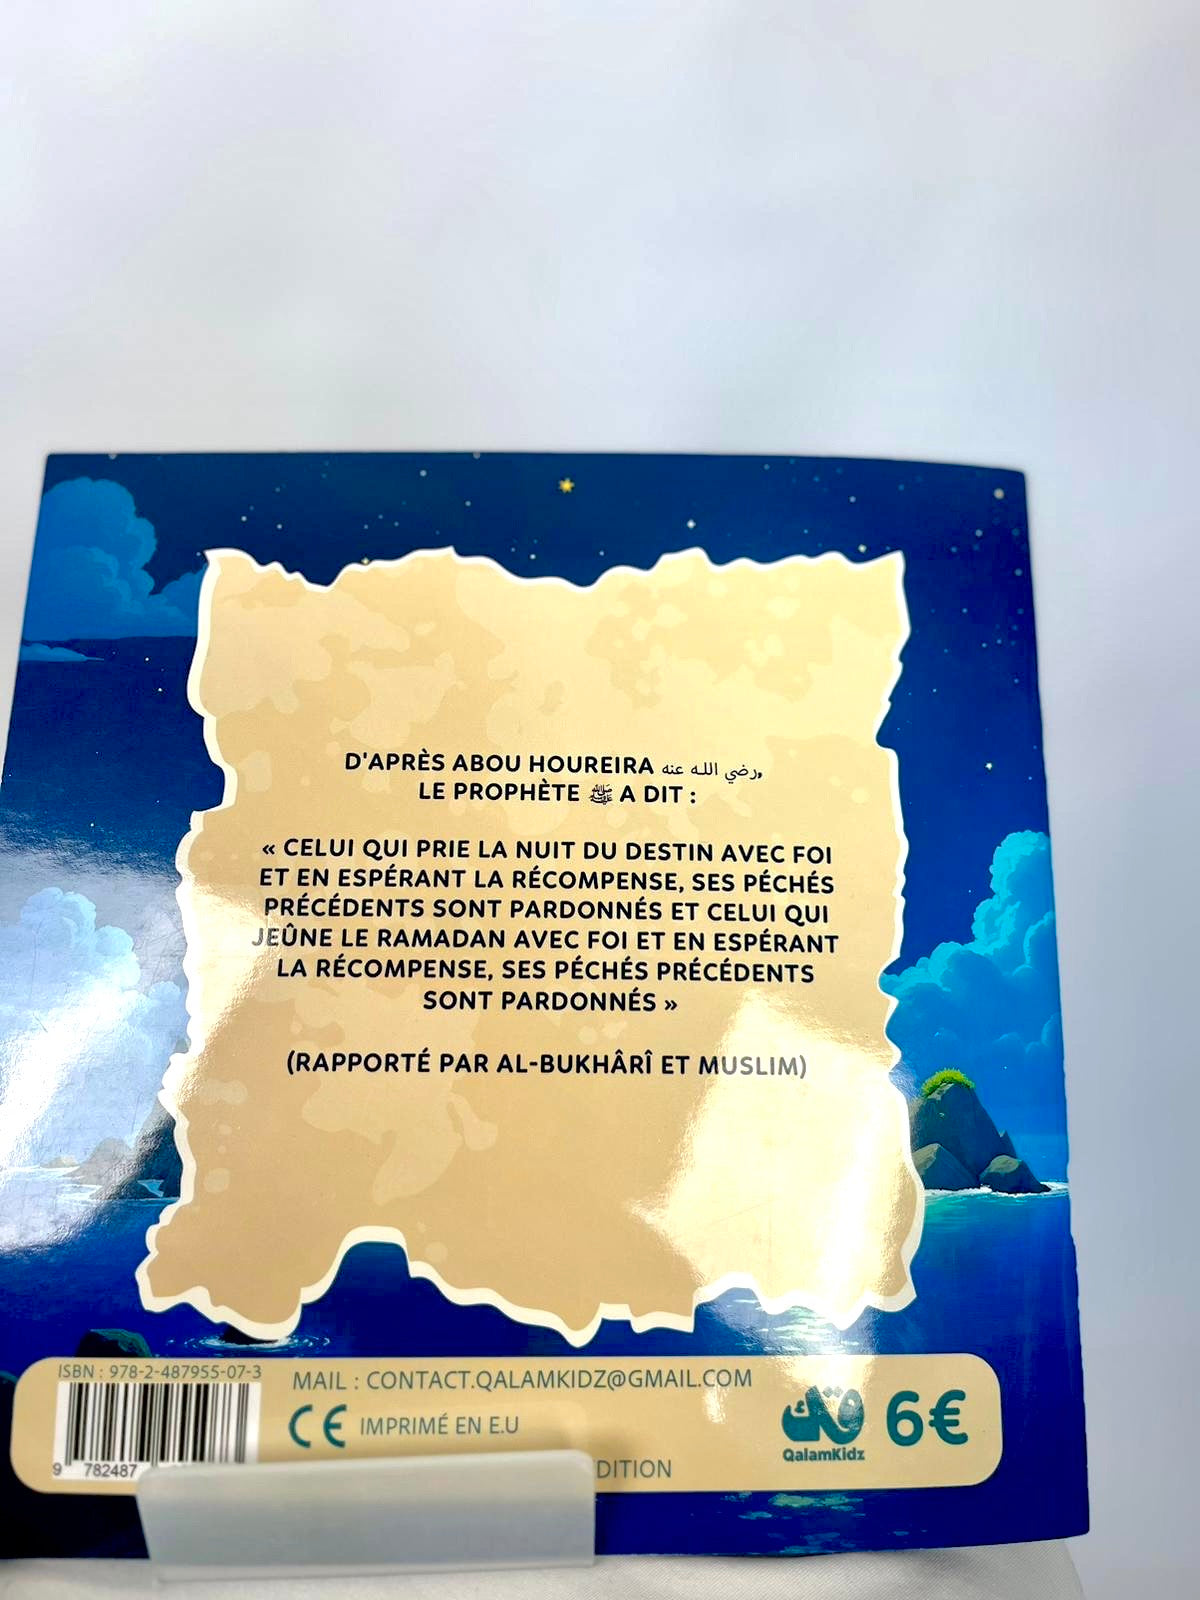 D'APRÈS ABOU HOUREIRA رضي الله عنه,
LE PROPHÈTE ﷺ A DIT :
« CELUI QUI PRIE LA NUIT DU DESTIN AVEC FOI
ET EN ESPÉRANT LA RÉCOMPENSE, SES PÉCHÉS
PRÉCÉDENTS SONT PARDONNÉS ET CELUI QUI
JEÛNE LE RAMADAN AVEC FOI ET EN ESPÉRANT
LA RÉCOMPENSE, SES PÉCHÉS PRÉCÉDENTS
SONT PARDONNÉS »
(RAPPORTÉ PAR AL-BUKHÂRÎ ET MUSLIM)
ISBN : 978-2-487955-07-3
9 782487
MAIL : CONTACT.QALAMKIDZ@GMAIL.COM
CE IMPRIMÉ EN E.U
DITION
QalamKidz
6€